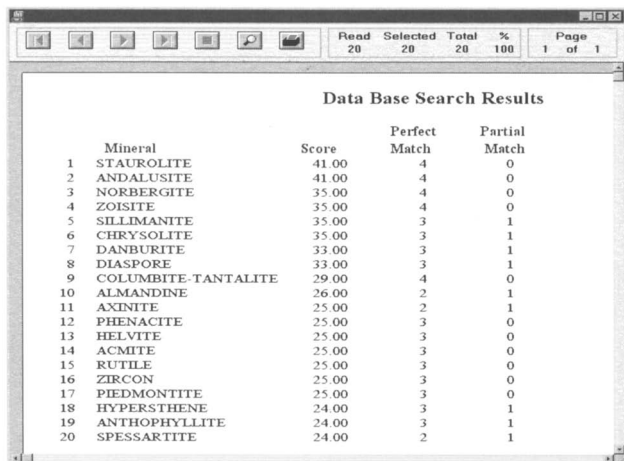 Read Selected Total % Page
20 20 20 100 1 of 1
Data Base Search Results
Perfect Partial
Mineral Score Match Match
1 STAUROLITE 41.00 4 0
2 ANDALUSITE 41.00 4 0
3 NORBERGITE 35.00 4 0
4 ZOISITE 35.00 4 0
5 SILLIMANITE 35.00 3 1
6 CHRYSOLITE 35.00 3 1
7 DANBURITE 33.00 3 1
8 DIASPORE 33.00 3 1
9 COLUMBITE-TANTALITE 29.00 4 0
10 ALMANDINE 26.00 2 1
11 AXINITE 25.00 2 1
12 PHENACITE 25.00 3 0
13 HELVITE 25.00 3 0
14 ACMITE 25.00 3 0
15 RUTILE 25.00 3 0
16 ZIRCON 25.00 3 0
17 PIEDMONTITE 25.00 3 0
18 HYPERSTHENE 24.00 3 1
19 ANTHOPHYLLITE 24.00 3 1
20 SPESSARTITE 24.00 2 1